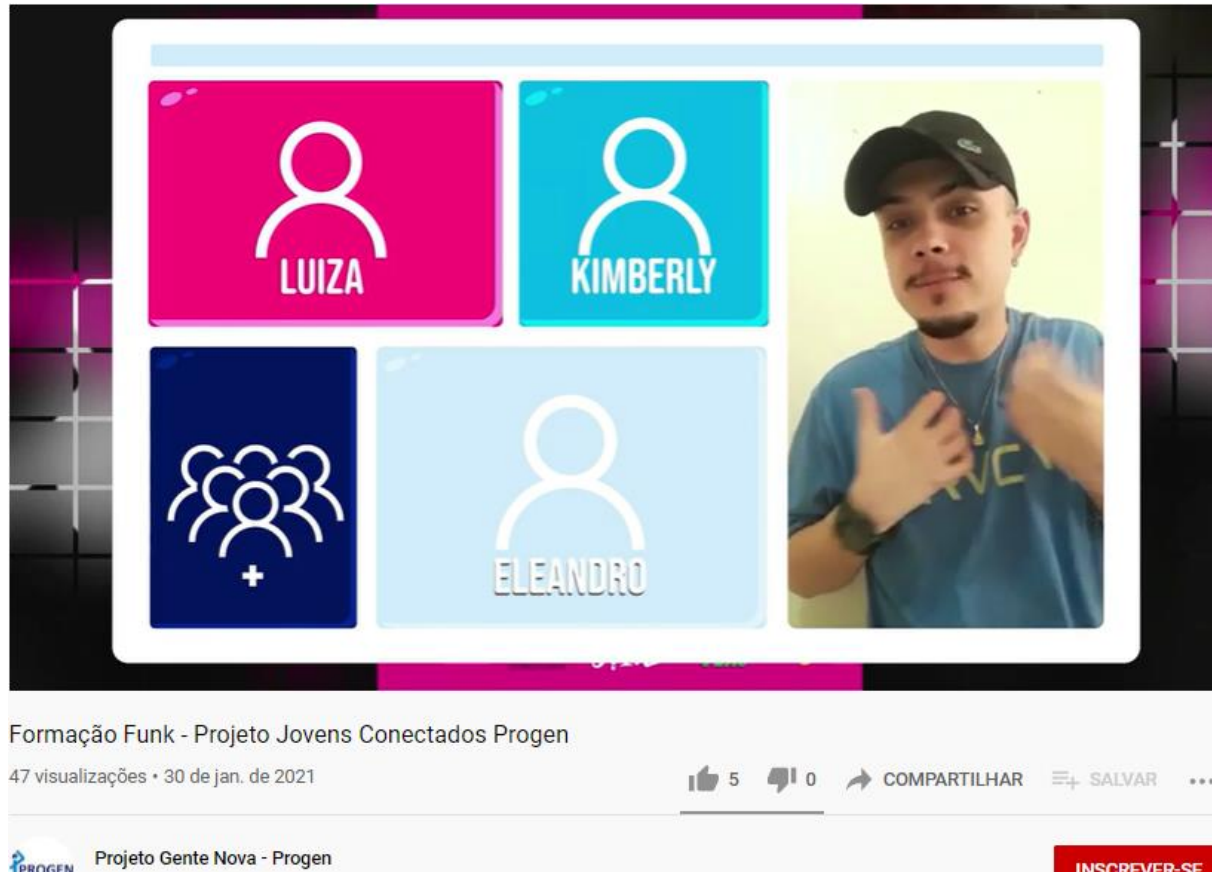 LUIZA
KIMBERLY
ELEANDRO
Formação Funk - Projeto Jovens Conectados Progen
47 visualizações • 30 de jan. de 2021
5 0 COMPARTILHAR SALVAR
PROGEN
Projeto Gente Nova - Progen
INSCREVER-SE